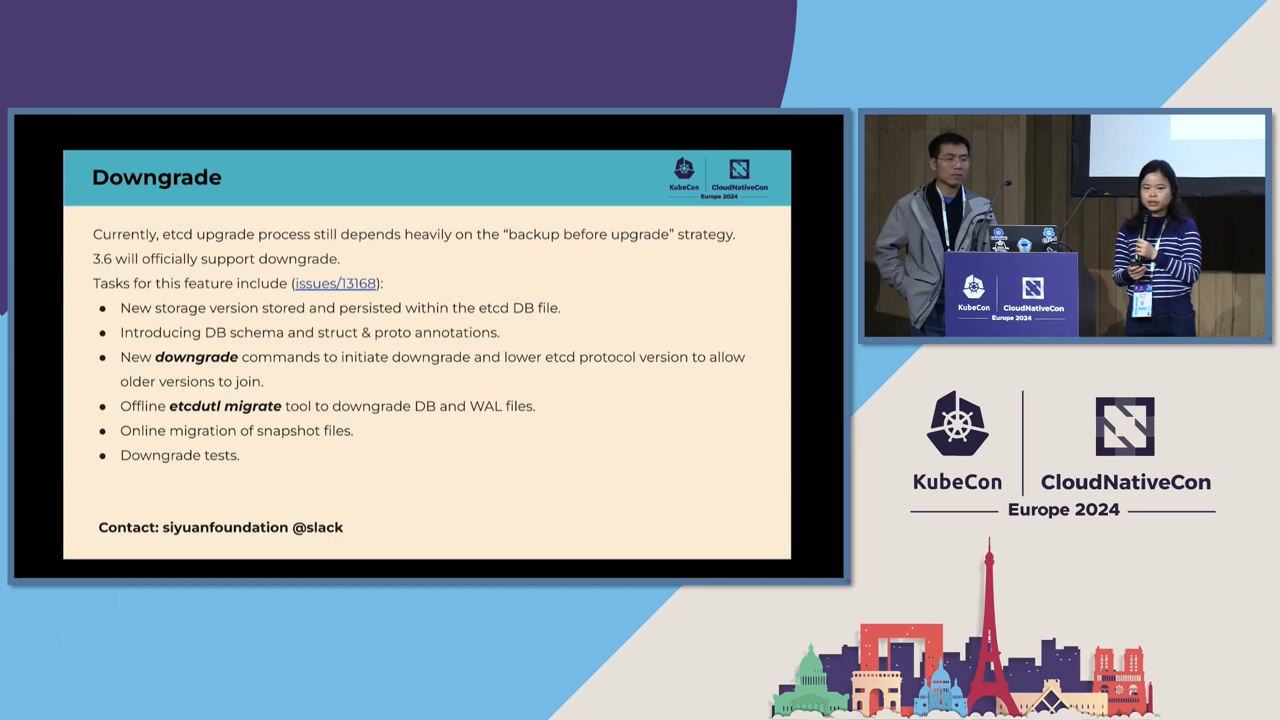 Downgrade
KubeCon
CloudNativeCon
Europe 2024
Currently, etcd upgrade process still depends heavily on the “backup before upgrade” strategy.
3.6 will officially support downgrade.
Tasks for this feature include (issues/13168):
● New storage version stored and persisted within the etcd DB file.
● Introducing DB schema and struct & proto annotations.
● New downgrade commands to initiate downgrade and lower etcd protocol version to allow
older versions to join.
● Offline etcdutl migrate tool to downgrade DB and WAL files.
● Online migration of snapshot files.
● Downgrade tests.
Contact: siyuanfoundation @slack
KubeCon
CloudNativeCon
Europe 2024
KubeCon
CloudNativeCon
Europe 2024